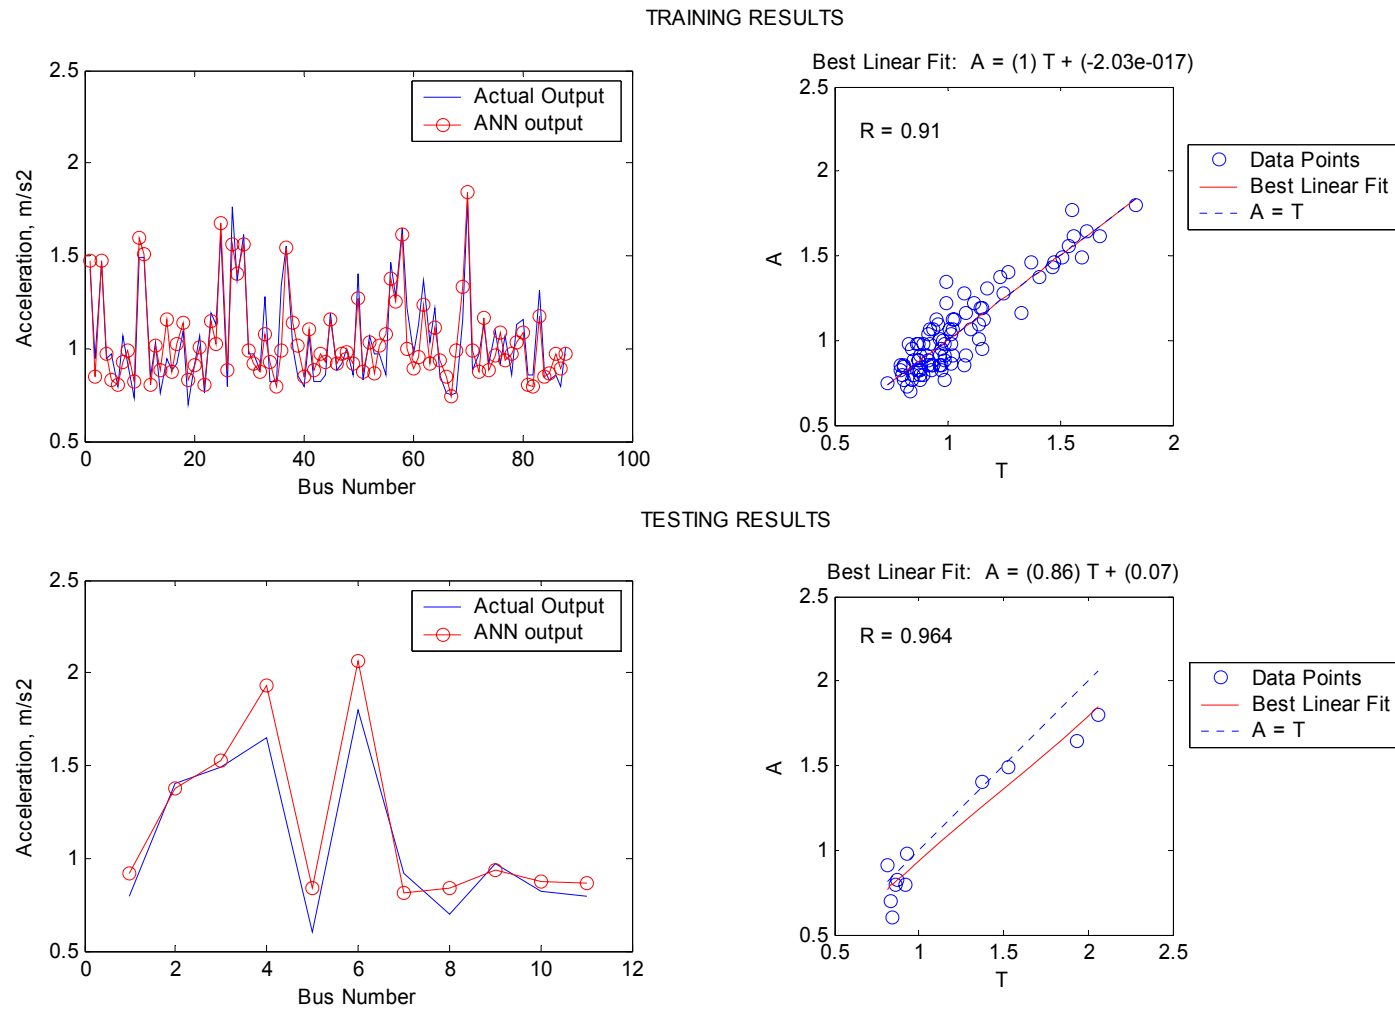 TRAINING RESULTS
2.5
2
1.5
1
0.5
0
20
40
60
80
100
Acceleration, m/s2
Bus Number
Actual Output
ANN output
Best Linear Fit:  A = (1) T + (-2.03e-017)
2.5
2
1.5
1
0.5
0.5
1
1.5
2
A
T
R = 0.91
Data Points
Best Linear Fit
A = T
TESTING RESULTS
2.5
2
1.5
1
0.5
0
2
4
6
8
10
12
Acceleration, m/s2
Bus Number
Actual Output
ANN output
Best Linear Fit:  A = (0.86) T + (0.07)
2.5
2
1.5
1
0.5
0.5
1
1.5
2
2.5
A
T
R = 0.964
Data Points
Best Linear Fit
A = T